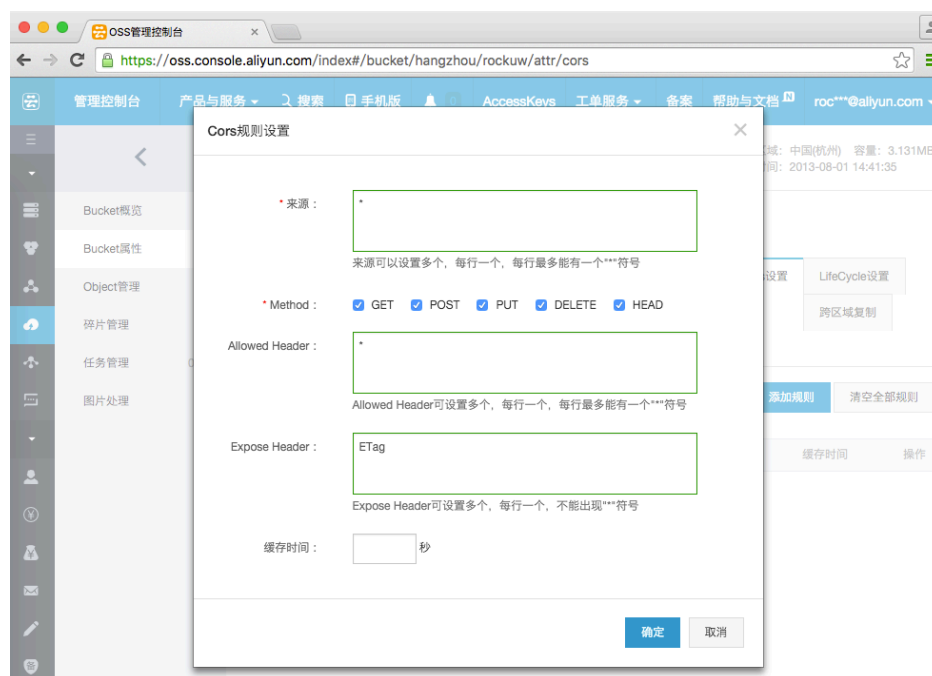 OSS管理控制台
https://oss.console.aliyun.com/index#/bucket/hangzhou/rockuw/attr/cors
管理控制台 产品与服务 搜索 手机版 0 AccessKeys 工单服务 备案 帮助与文档 N roc***@aliyun.com
Cors规则设置
区域：中国(杭州) 容量：3.131MB
时间：2013-08-01 14:41:35
Bucket概览
Bucket属性
Object管理
碎片管理
任务管理
图片处理
* 来源：
*
来源可以设置多个，每行一个，每行最多能有一个"*"符号
* Method： GET POST PUT DELETE HEAD
Allowed Header：
*
Allowed Header可设置多个，每行一个，每行最多能有一个"*"符号
Expose Header：
ETag
Expose Header可设置多个，每行一个，不能出现"*"符号
缓存时间： 秒
确定 取消
设置 LifeCycle设置
跨区域复制
添加规则 清空全部规则
缓存时间 操作